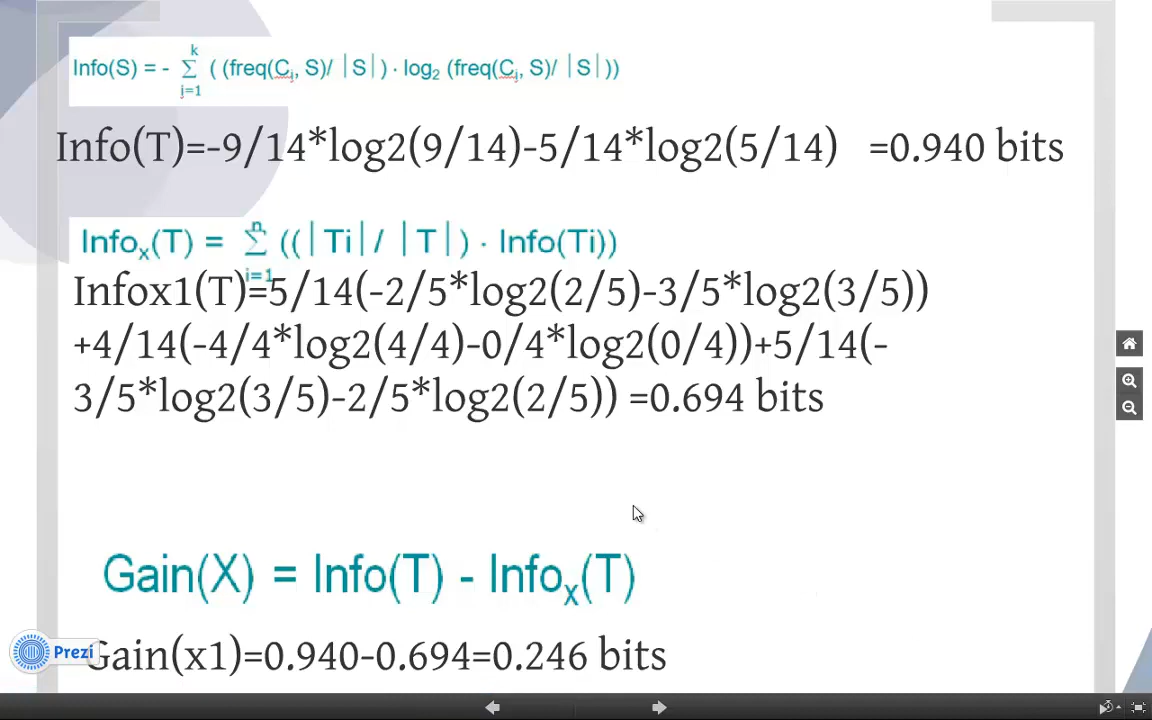 k
Info(S) = - Σ ( (freq(Cj, S)/ |S|) · log2 (freq(Cj, S)/ |S|))
j=1
Info(T)=-9/14*log2(9/14)-5/14*log2(5/14) =0.940 bits
n
Infox(T) = Σ ((|Ti|/ |T|) · Info(Ti))
i=1
Infox1(T)=5/14(-2/5*log2(2/5)-3/5*log2(3/5))
+4/14(-4/4*log2(4/4)-0/4*log2(0/4))+5/14(-
3/5*log2(3/5)-2/5*log2(2/5)) =0.694 bits
Gain(X) = Info(T) - Infox(T)
Gain(x1)=0.940-0.694=0.246 bits
Prezi